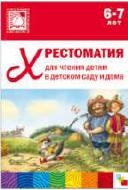 6-7
лет
Хрестоматия
для чтения детям
в детском саду и дома